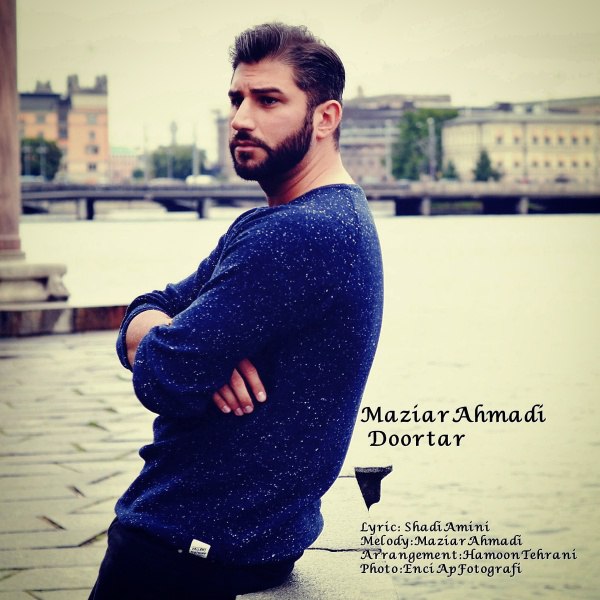 Maziar Ahmadi
Doortar
Lyric: Shadi Amini
Melody:Maziar Ahmadi
Arrangement:Hamoon Tehrani
Photo:Enci Ap Fotografi